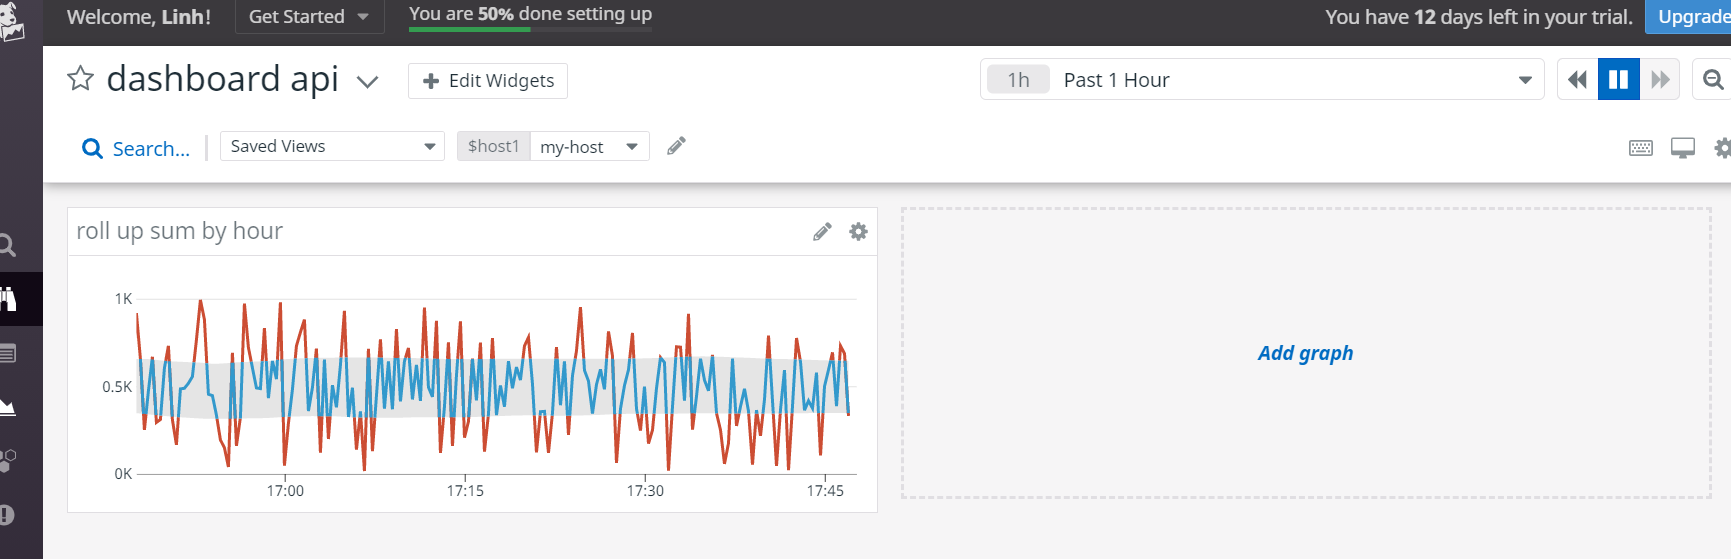 Welcome, Linh! Get Started You are 50% done setting up You have 12 days left in your trial. Upgrade
dashboard api Edit Widgets 1h Past 1 Hour
Search... Saved Views $host1 my-host
roll up sum by hour
1K
0.5K
0K
17:00 17:15 17:30 17:45
Add graph